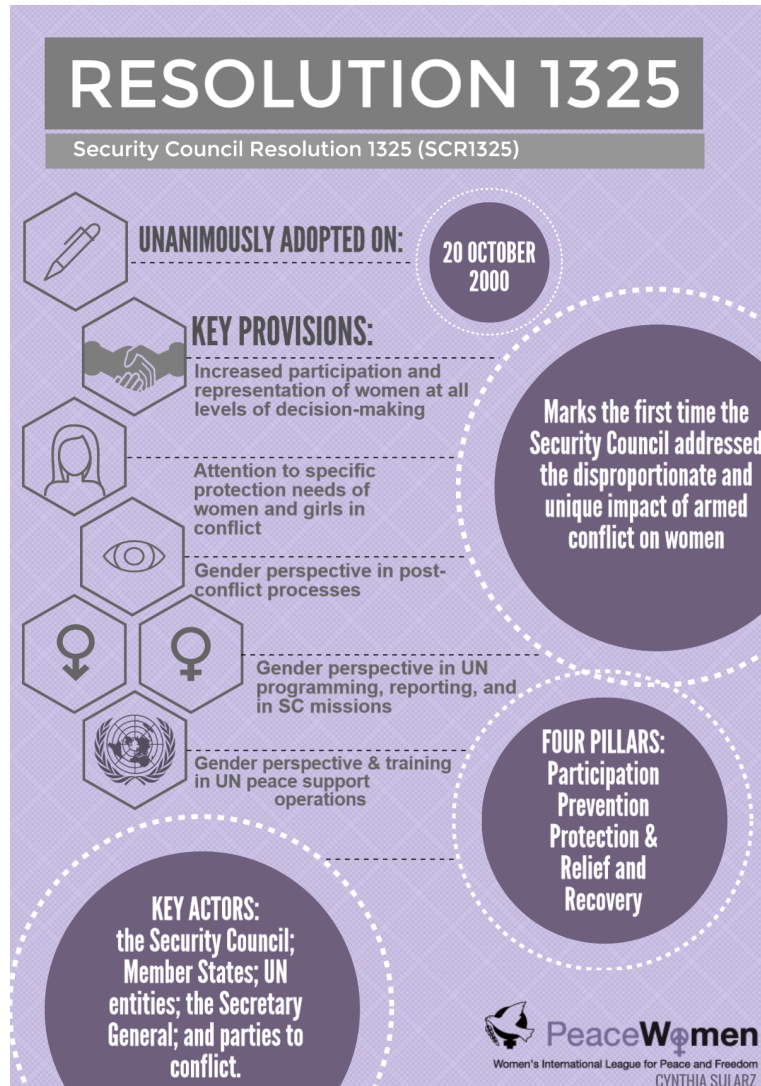 RESOLUTION 1325
Security Council Resolution 1325 (SCR1325)
UNANIMOUSLY ADOPTED ON:
20 OCTOBER
2000
KEY PROVISIONS:
Increased participation and
representation of women at all
levels of decision-making
Marks the first time the
Security Council addressed
the disproportionate and
unique impact of armed
conflict on women
Attention to specific
protection needs of
women and girls in
conflict
Gender perspective in post-
conflict processes
Gender perspective in UN
programming, reporting, and
in SC missions
Gender perspective & training
in UN peace support
operations
FOUR PILLARS:
Participation
Prevention
Protection &
Relief and
Recovery
KEY ACTORS:
the Security Council;
Member States; UN
entities; the Secretary
General; and parties to
conflict.
PeaceWomen
Women's International League for Peace and Freedom
CYNTHIA SULARZ